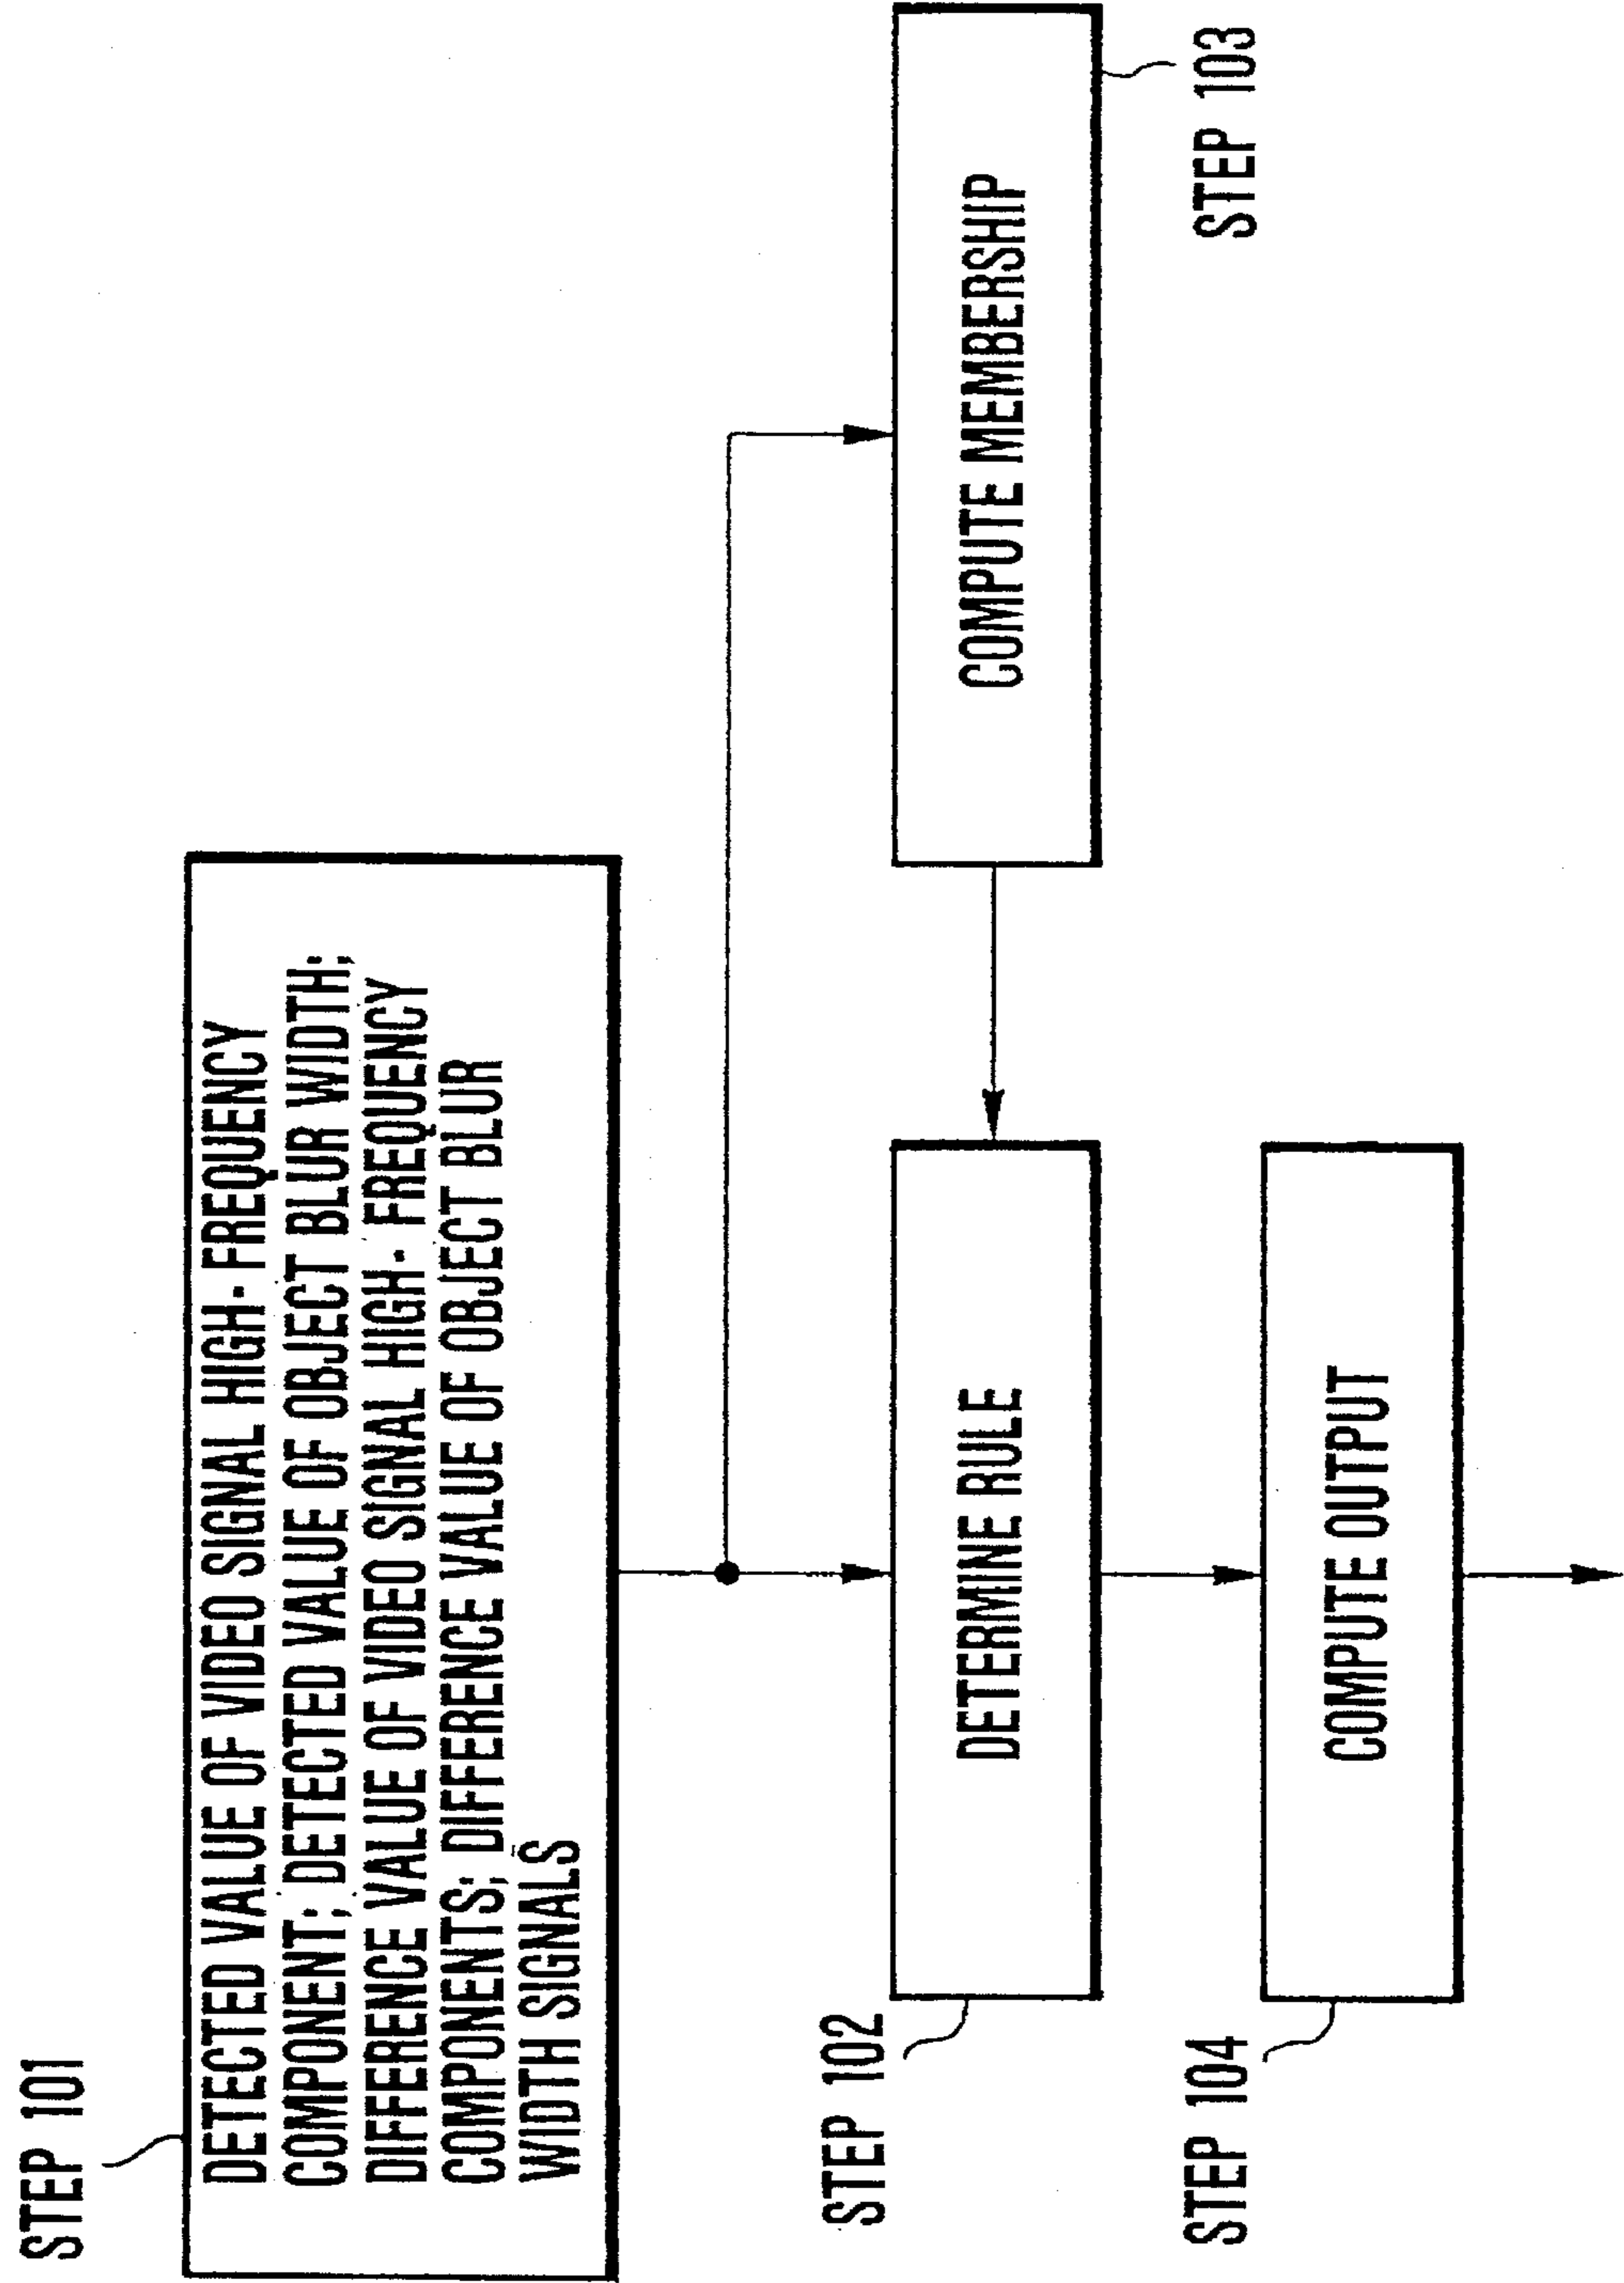 STEP 101
DETECTED VALUE OF VIDEO SIGNAL HIGH-FREQUENCY
COMPONENT; DETECTED VALUE OF OBJECT BLUR WIDTH;
DIFFERENCE VALUE OF VIDEO SIGNAL HIGH-FREQUENCY
COMPONENTS; DIFFERENCE VALUE OF OBJECT BLUR
WIDTH SIGNALS
STEP 102
DETERMINE RULE
COMPUTE MEMBERSHIP
STEP 103
STEP 104
COMPUTE OUTPUT